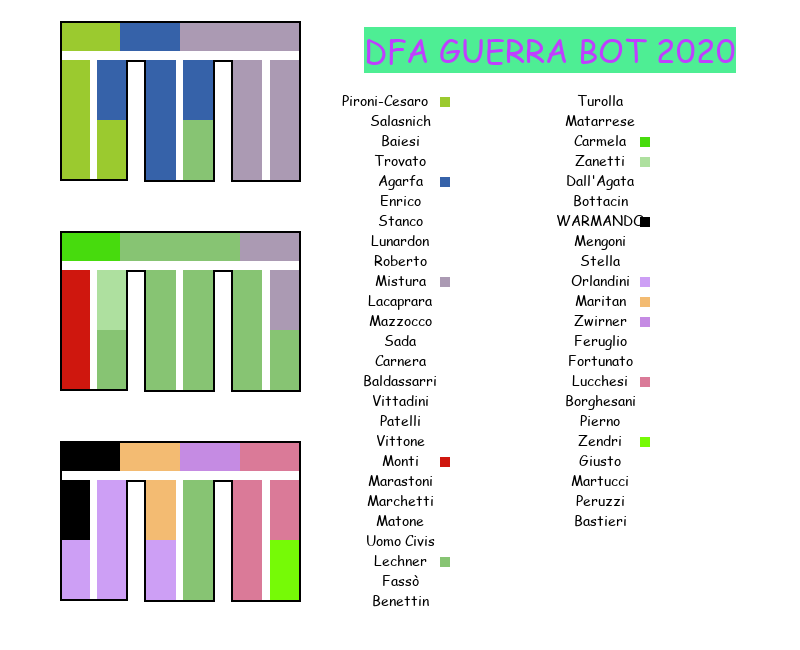 DFA GUERRA BOT 2020
Pironi-Cesaro
Salasnich
Baiesi
Trovato
Agarfa
Enrico
Stanco
Lunardon
Roberto
Mistura
Lacaprara
Mazzocco
Sada
Carnera
Baldassarri
Vittadini
Patelli
Vittone
Monti
Marastoni
Marchetti
Matone
Uomo Civis
Lechner
Fassò
Benettin
Turolla
Matarrese
Carmela
Zanetti
Dall'Agata
Bottacin
WARMANDO
Mengoni
Stella
Orlandini
Maritan
Zwirner
Feruglio
Fortunato
Lucchesi
Borghesani
Pierno
Zendri
Giusto
Martucci
Peruzzi
Bastieri